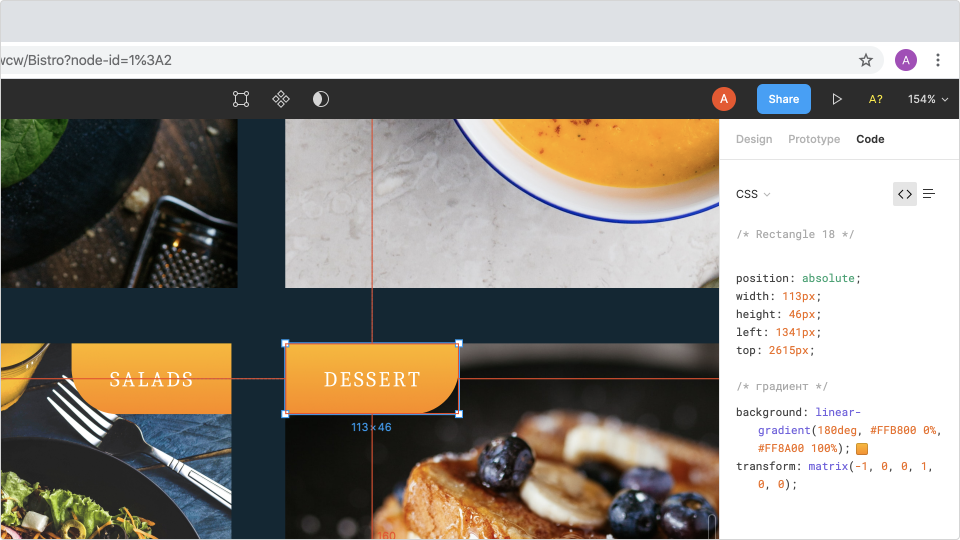 wcw/Bistro?node-id=1%3A2
A
A
Share
A?
154%
Design Prototype Code
CSS
/* Rectangle 18 */
position: absolute;
width: 113px;
height: 46px;
left: 1341px;
top: 2615px;
/* градиент */
background: linear-
gradient(180deg, #FFB800 0%,
#FF8A00 100%);
transform: matrix(-1, 0, 0, 1,
0, 0);
SALADS
DESSERT
113×46